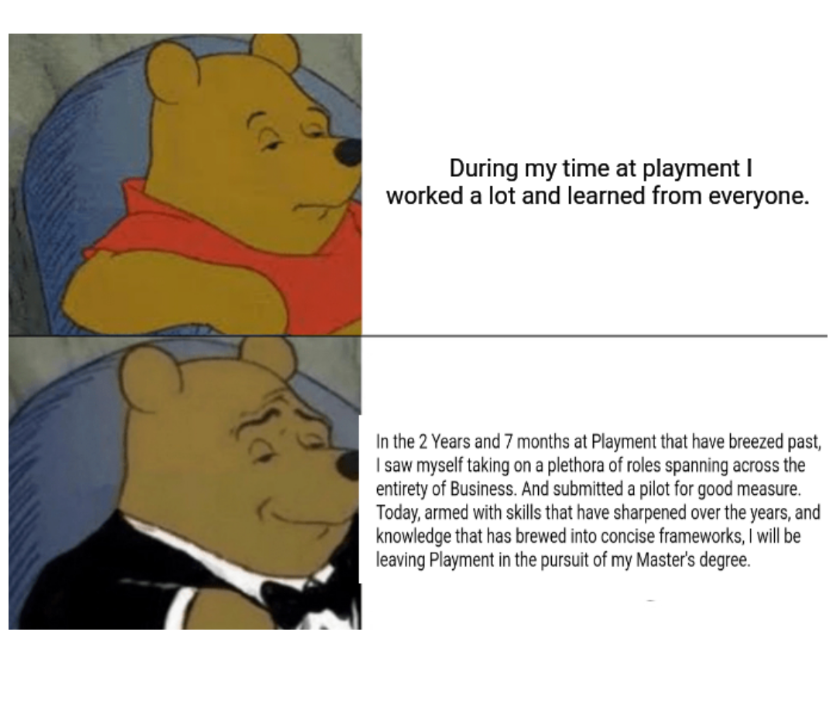 During my time at playment I
worked a lot and learned from everyone.
In the 2 Years and 7 months at Playment that have breezed past,
I saw myself taking on a plethora of roles spanning across the
entirety of Business. And submitted a pilot for good measure.
Today, armed with skills that have sharpened over the years, and
knowledge that has brewed into concise frameworks, I will be
leaving Playment in the pursuit of my Master's degree.